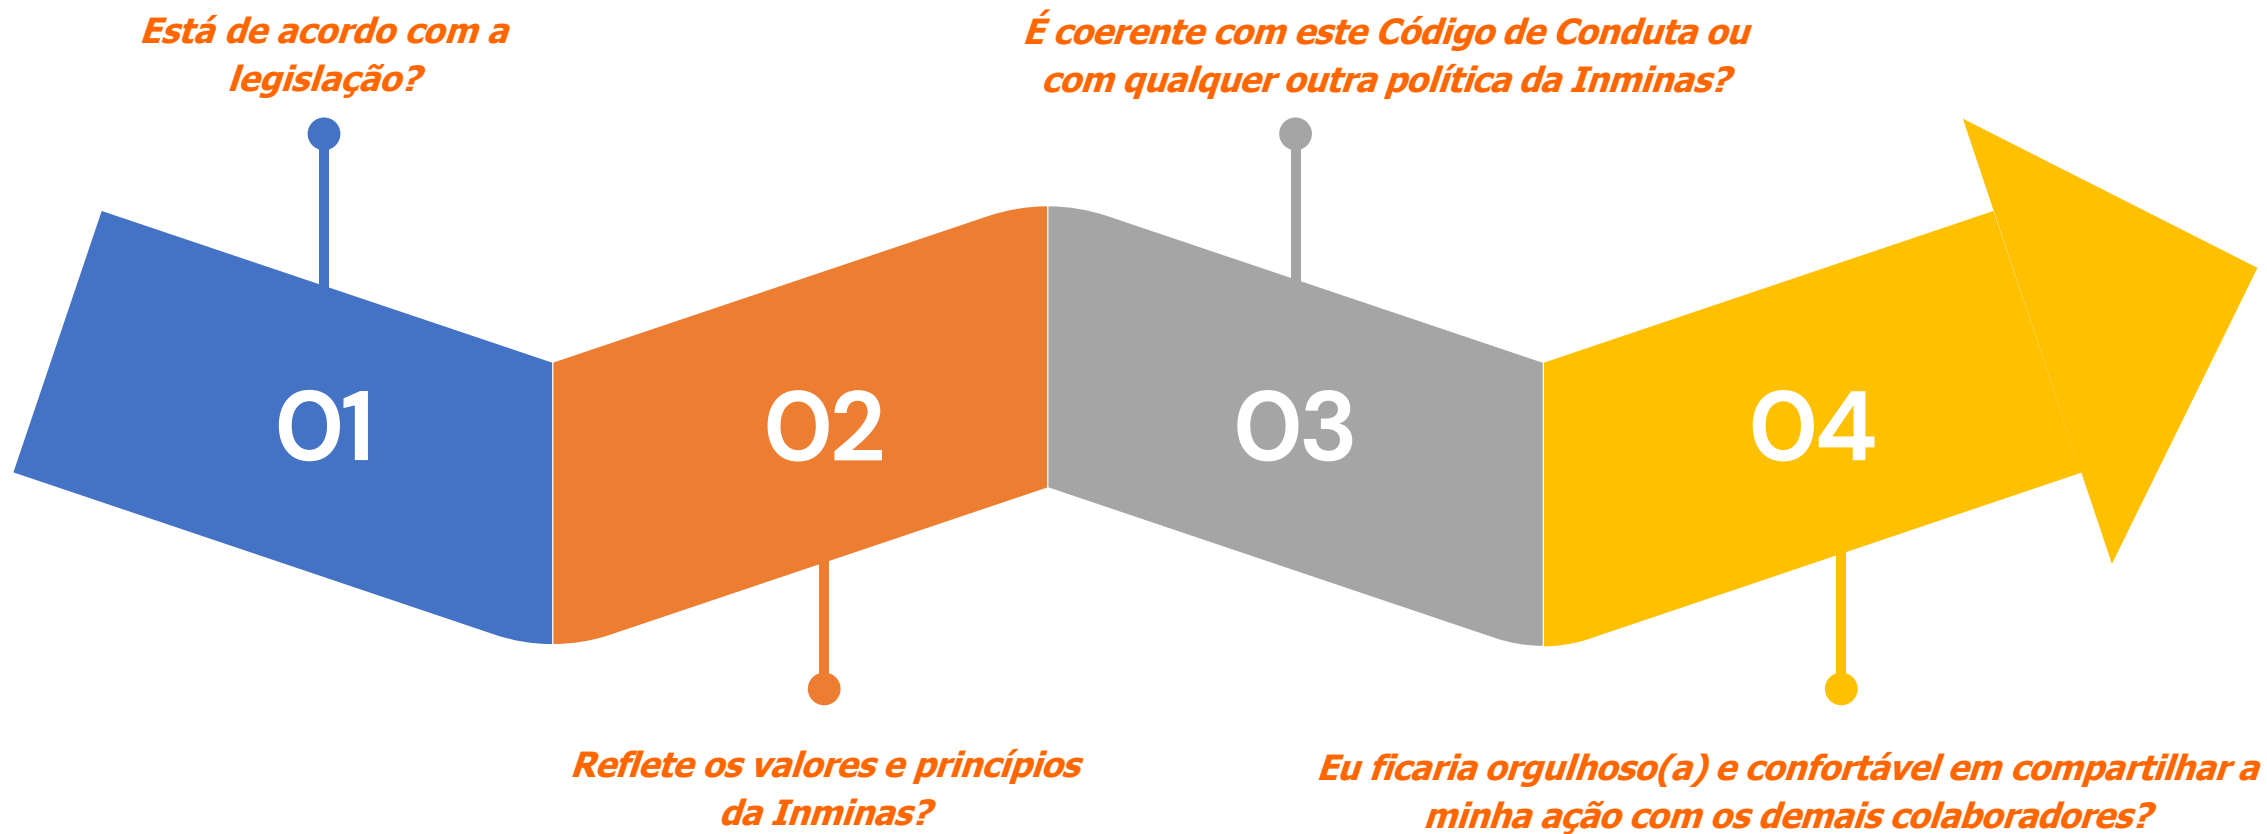 Está de acordo com a
legislação?
01
Reflete os valores e princípios
da Inminas?
02
É coerente com este Código de Conduta ou
com qualquer outra política da Inminas?
03
Eu ficaria orgulhoso(a) e confortável em compartilhar a
minha ação com os demais colaboradores?
04